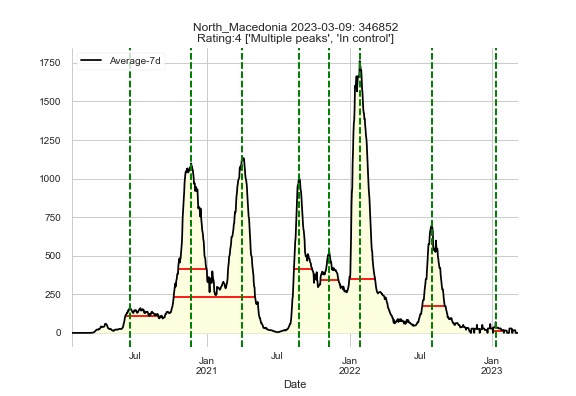 North_Macedonia 2023-03-09: 346852
Rating:4 ['Multiple peaks', 'In control']
Average-7d
1750
1500
1250
1000
750
500
250
0
Jul
Jan
2021
Jul
Jan
2022
Jul
Jan
2023
Date